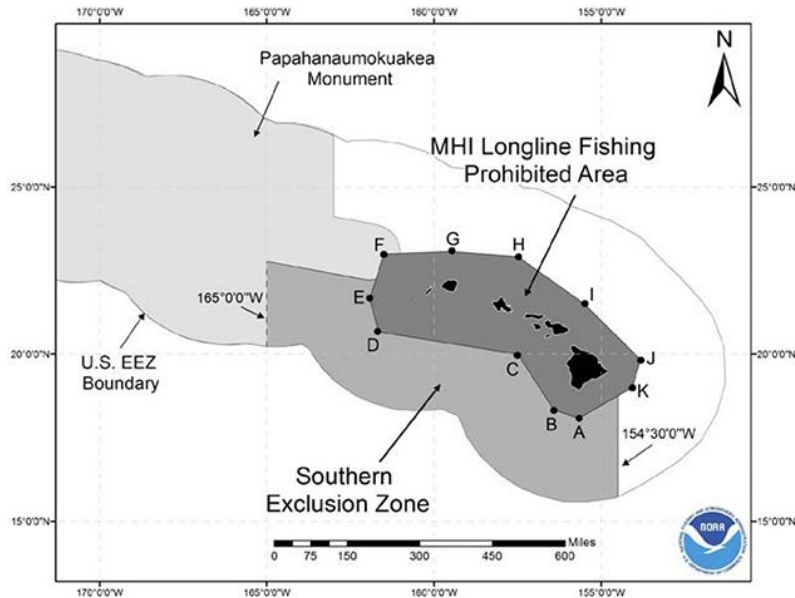 170°0'0"W
165°0'0"W
160°0'0"W
155°0'0"W
N
Papahanaumokuakea
Monument
MHI Longline Fishing
Prohibited Area
25°0'0"N
25°0'0"N
F
G
H
E
I
165°0'0"W
D
20°0'0"N
20°0'0"N
C
J
U.S. EEZ
Boundary
K
B
A
154°30'0"W
Southern
Exclusion Zone
15°0'0"N
15°0'0"N
Miles
0 75 150 300 450 600
NOAA
170°0'0"W
165°0'0"W
160°0'0"W
155°0'0"W